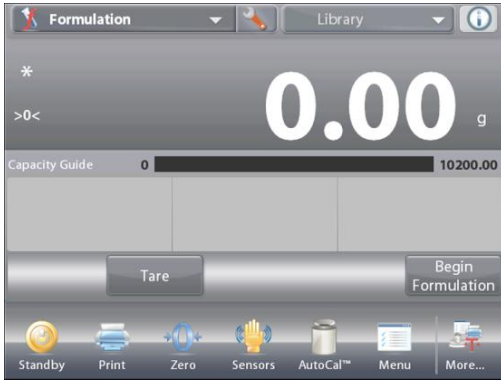 Formulation
Library
*
>0<
0.00 g
Capacity Guide 0 10200.00
Tare
Begin
Formulation
Standby Print Zero Sensors AutoCal™ Menu More...